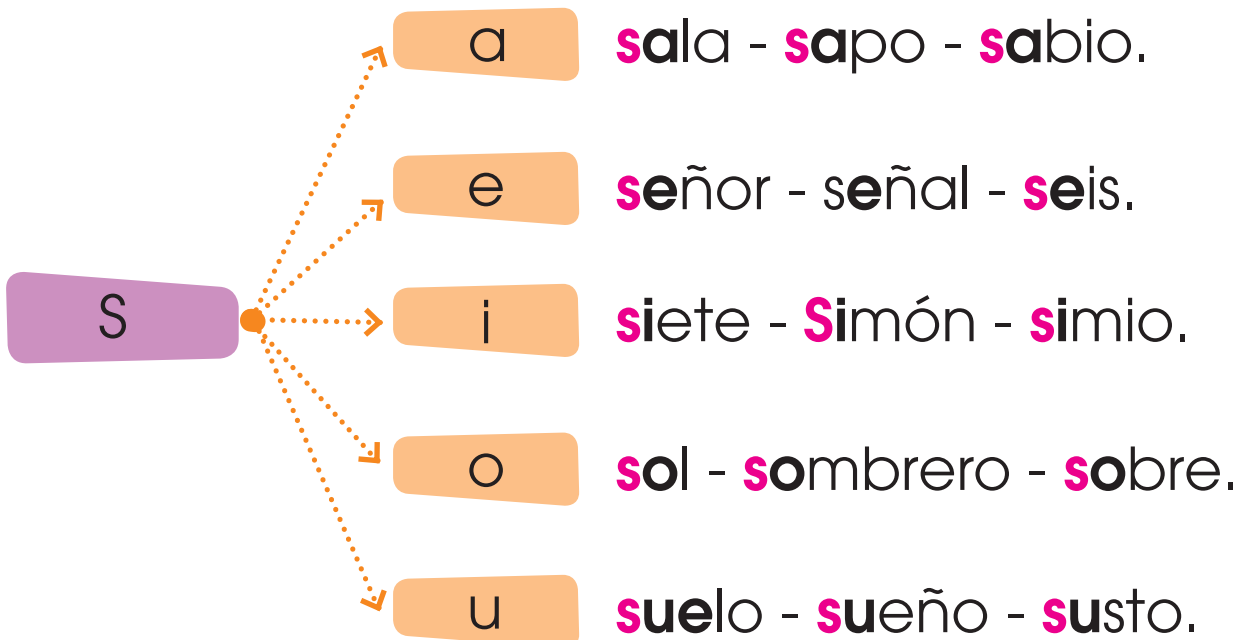 a sala - sapo - sabio.
e señor - señal - seis.
S i siete - Simón - simio.
o sol - sombrero - sobre.
u suelo - sueño - susto.